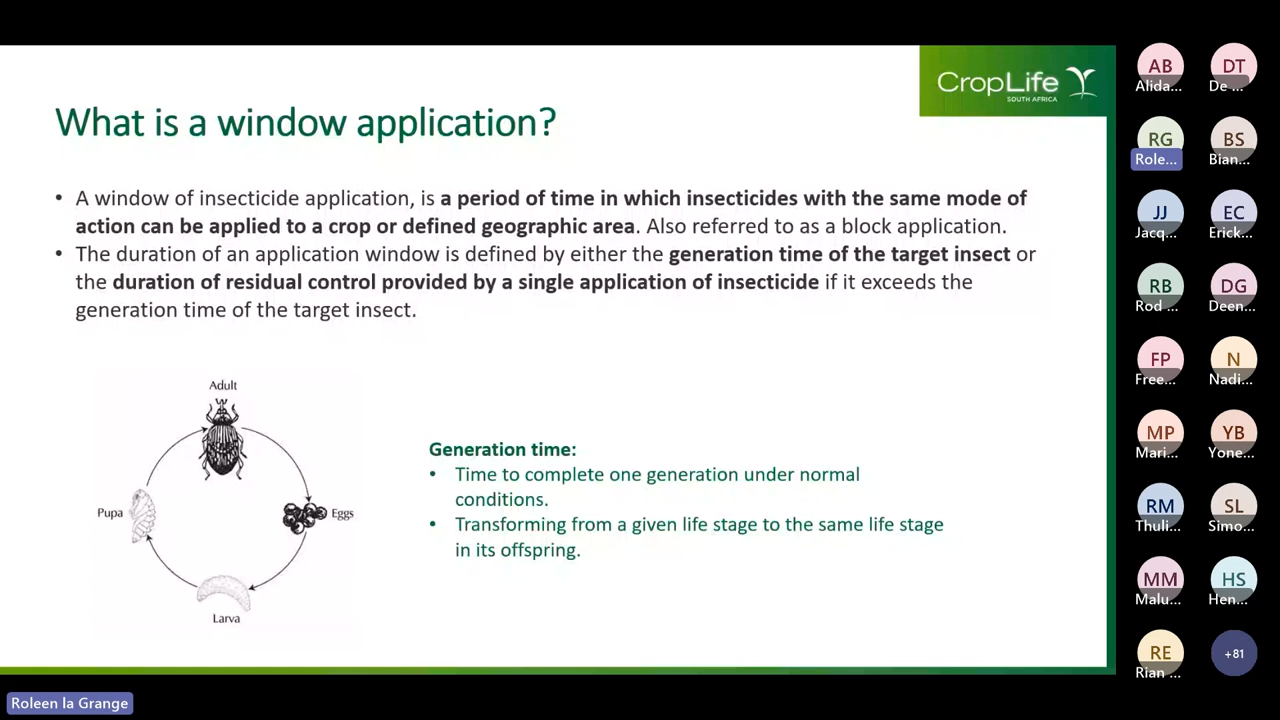 CropLife
SOUTH AFRICA
What is a window application?
• A window of insecticide application, is a period of time in which insecticides with the same mode of
action can be applied to a crop or defined geographic area. Also referred to as a block application.
• The duration of an application window is defined by either the generation time of the target insect or
the duration of residual control provided by a single application of insecticide if it exceeds the
generation time of the target insect.
Adult
Eggs
Larva
Pupa
Generation time:
• Time to complete one generation under normal
conditions.
• Transforming from a given life stage to the same life stage
in its offspring.
Roleen la Grange
AB
Alida...
DT
De ...
RG
Role...
BS
Bian...
JJ
Jacq...
EC
Erick...
RB
Rod ...
DG
Deen...
FP
Free...
N
Nadi...
MP
Mari...
YB
Yone...
RM
Thuli...
SL
Simo...
MM
Malu...
HS
Hen...
RE
Rian ...
+81